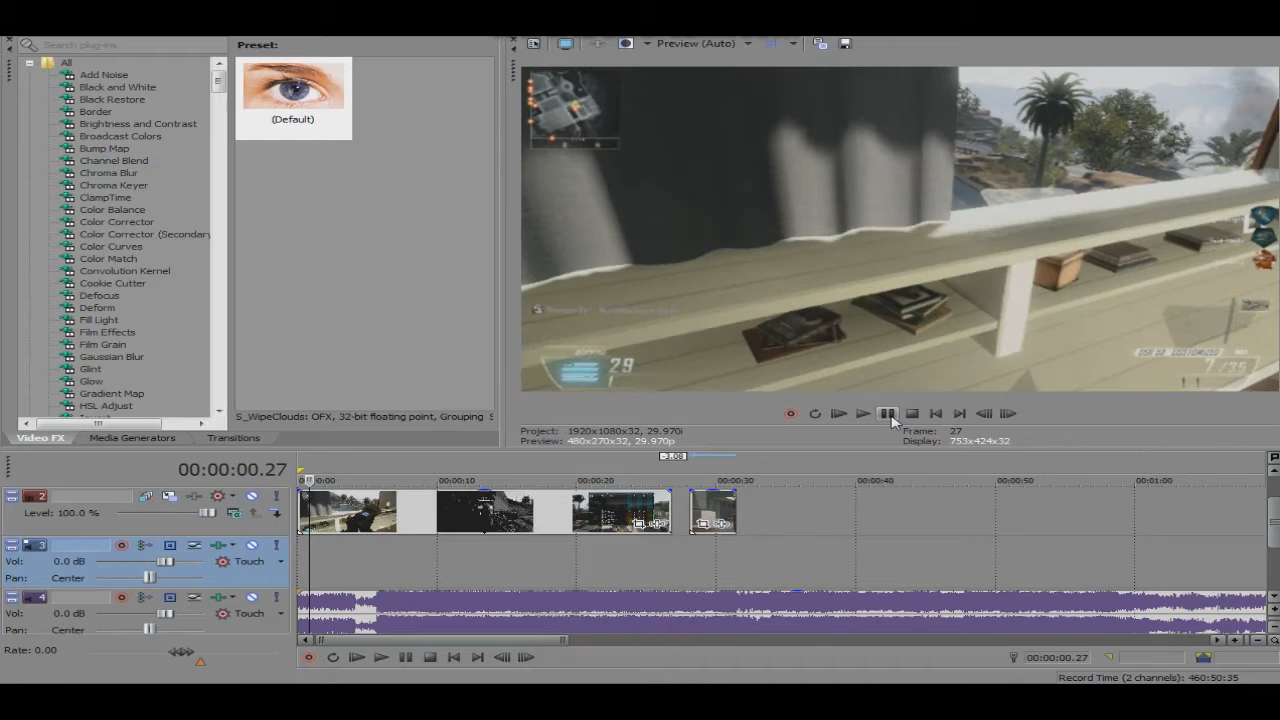 Search plug-ins
Preset:
Preview (Auto)
All
Add Noise
Black and White
Black Restore
Border
Brightness and Contrast
Broadcast Colors
Bump Map
Channel Blend
Chroma Blur
Chroma Keyer
ClampTime
Color Balance
Color Corrector
Color Corrector (Secondary
Color Curves
Color Match
Convolution Kernel
Cookie Cutter
Defocus
Deform
Fill Light
Film Effects
Film Grain
Gaussian Blur
Glint
Glow
Gradient Map
HSL Adjust
(Default)
S_WipeClouds: OFX, 32-bit floating point, Grouping S
Video FX Media Generators Transitions
29
7/35
Project: 1920x1080x32, 29.970i
Preview: 480x270x32, 29.970p
Frame: 27
Display: 753x424x32
00:00:00.27
-3.08
00:00:10 00:00:20 00:00:40 00:00:50 00:01:00
2
Level: 100.0 %
3
Vol: 0.0 dB Touch
Pan: Center
4
Vol: 0.0 dB Touch
Pan: Center
Rate: 0.00
00:00:00.27
Record Time (2 channels): 460:50:35